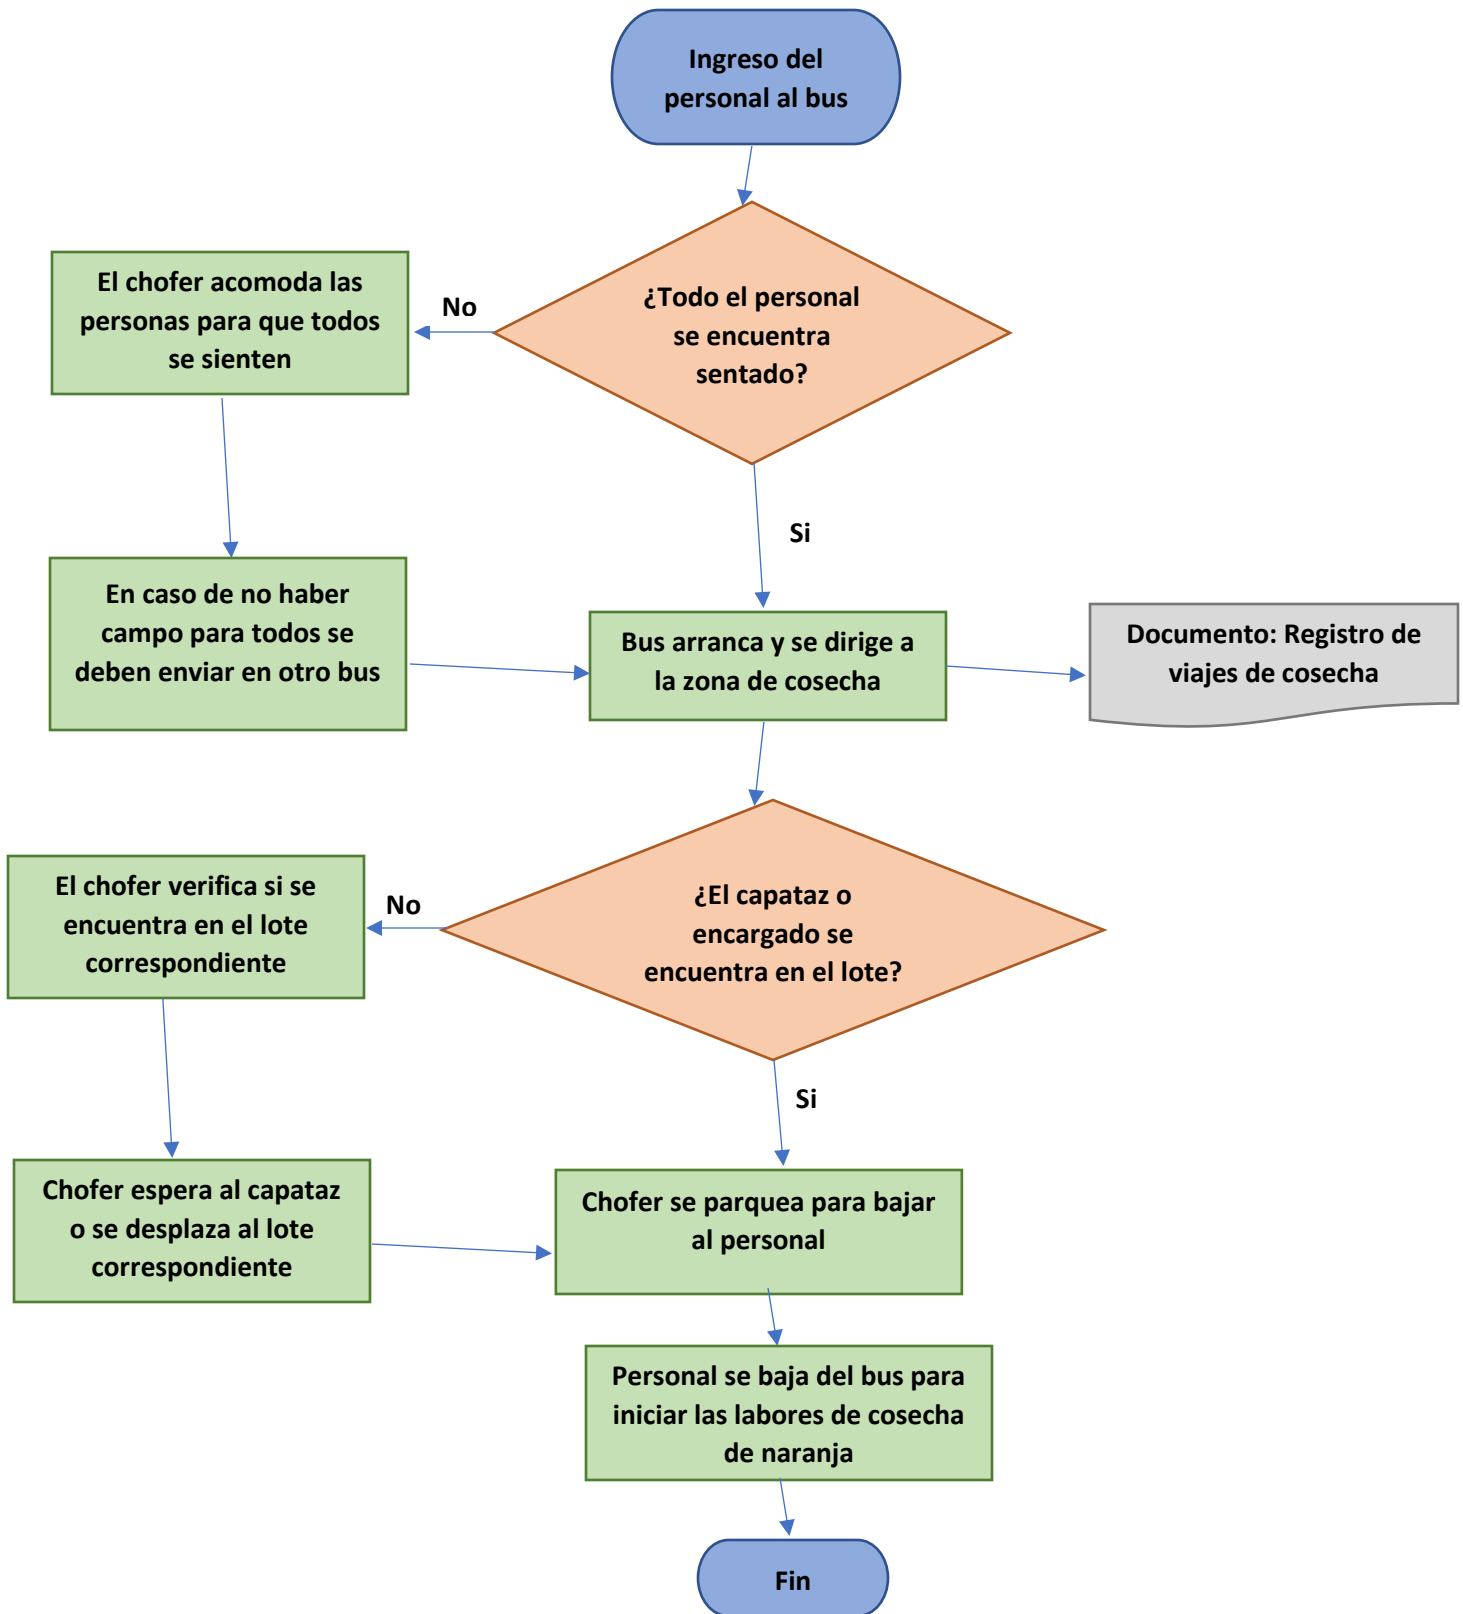 Ingreso del
personal al bus
¿Todo el personal
se encuentra
sentado?
No
El chofer acomoda las
personas para que todos
se sienten
Si
En caso de no haber
campo para todos se
deben enviar en otro bus
Bus arranca y se dirige a
la zona de cosecha
Documento: Registro de
viajes de cosecha
¿El capataz o
encargado se
encuentra en el lote?
No
El chofer verifica si se
encuentra en el lote
correspondiente
Si
Chofer espera al capataz
o se desplaza al lote
correspondiente
Chofer se parquea para bajar
al personal
Personal se baja del bus para
iniciar las labores de cosecha
de naranja
Fin